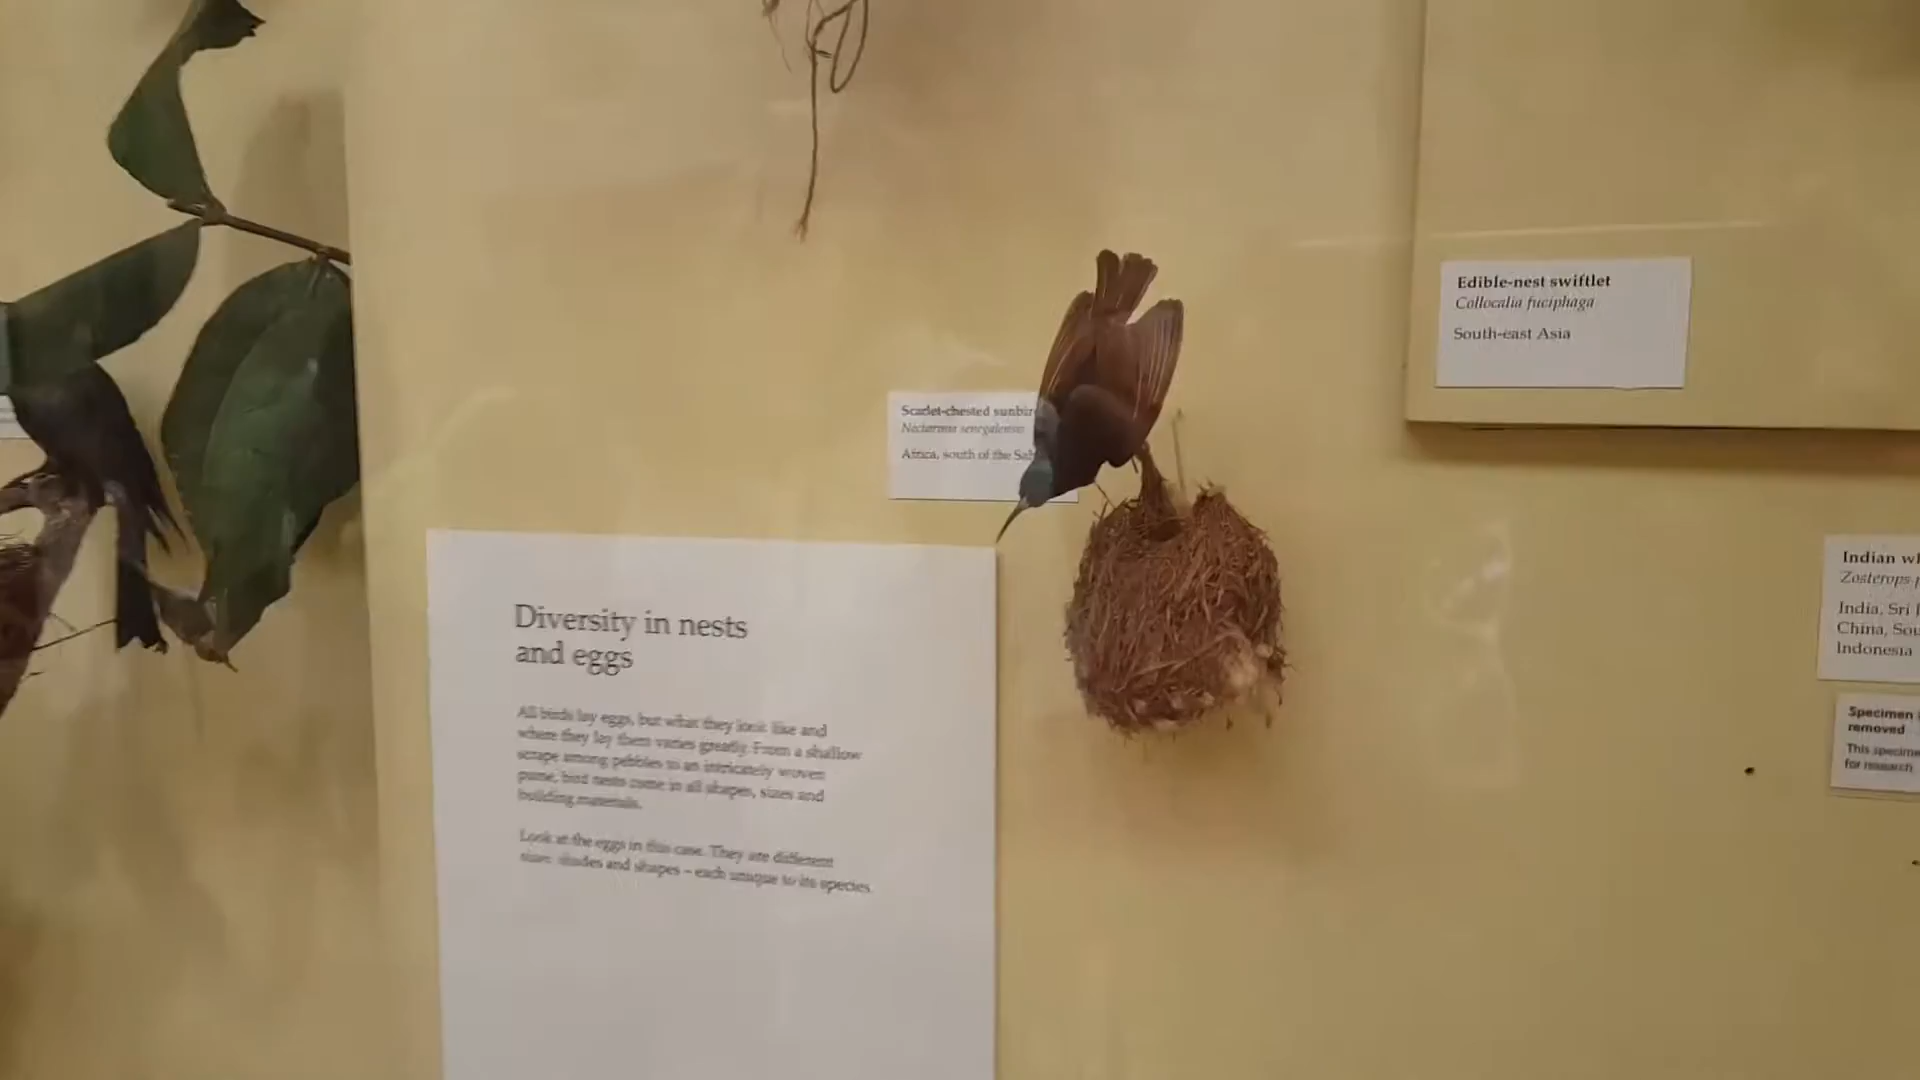 Edible-nest swiftlet
Collocalia fuciphaga
South-east Asia
Scarlet-chested sunbir
Nectarinia senegalensis
Africa, south of the Sah
Diversity in nests
and eggs
All birds lay eggs, but what they look like and
where they lay them varies greatly. From a shallow
scrape among pebbles to an intricately woven
purse, bird nests come in all shapes, sizes and
building materials.
Look at the eggs in this case. They are different
sizes, shades and shapes – each unique to its species.
Indian wh
Zosterops p
India, Sri
China, Sou
Indonesia
Specimen
removed
This specime
for research